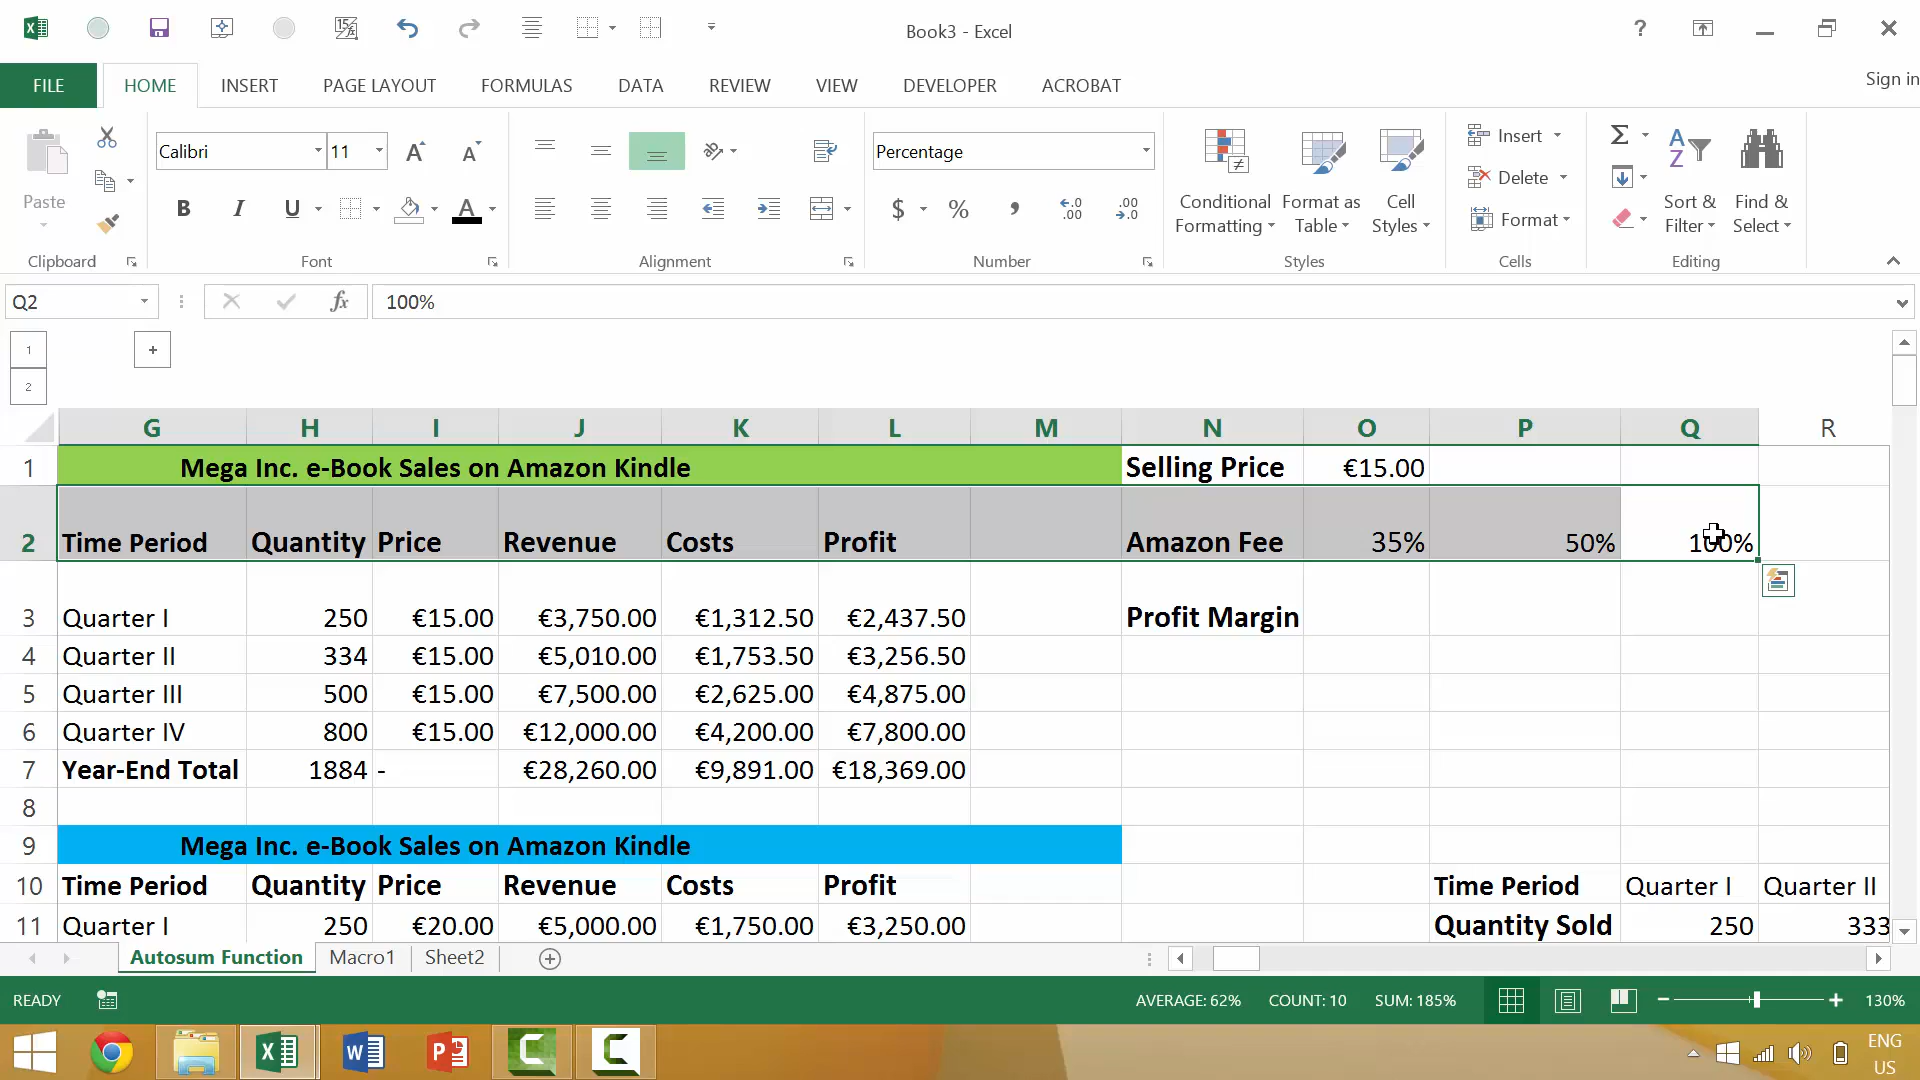 Book3 - Excel
?
Sign in
FILE HOME INSERT PAGE LAYOUT FORMULAS DATA REVIEW VIEW DEVELOPER ACROBAT
Paste
Calibri 11 A A
B I U A
Percentage
$ % , .00 .00
Conditional Formatting
Format as Table
Cell Styles
Insert
Delete
Format
Σ
Sort & Filter
Find & Select
Clipboard Font Alignment Number Styles Cells Editing
Q2 fx 100%
1 +
2
G H I J K L M N O P Q R
1 Mega Inc. e-Book Sales on Amazon Kindle Selling Price €15.00
2 Time Period Quantity Price Revenue Costs Profit Amazon Fee 35% 50% 100%
3 Quarter I 250 €15.00 €3,750.00 €1,312.50 €2,437.50 Profit Margin
4 Quarter II 334 €15.00 €5,010.00 €1,753.50 €3,256.50
5 Quarter III 500 €15.00 €7,500.00 €2,625.00 €4,875.00
6 Quarter IV 800 €15.00 €12,000.00 €4,200.00 €7,800.00
7 Year-End Total 1884 - €28,260.00 €9,891.00 €18,369.00
8
9 Mega Inc. e-Book Sales on Amazon Kindle
10 Time Period Quantity Price Revenue Costs Profit Time Period Quarter I Quarter II
11 Quarter I 250 €20.00 €5,000.00 €1,750.00 €3,250.00 Quantity Sold 250 333
Autosum Function Macro1 Sheet2
READY AVERAGE: 62% COUNT: 10 SUM: 185% 130%
ENG
US